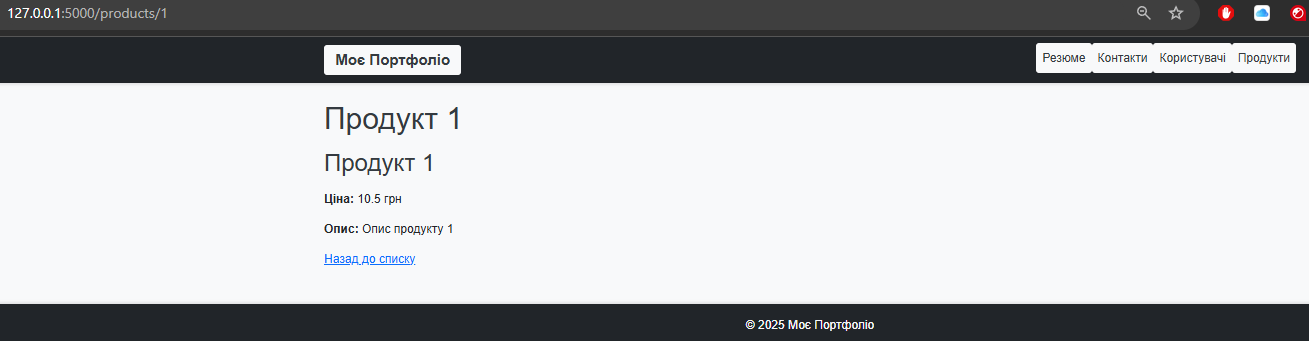 127.0.0.1:5000/products/1
Моє Портфоліо
Резюме Контакти Користувачі Продукти
Продукт 1
Продукт 1
Ціна: 10.5 грн
Опис: Опис продукту 1
Назад до списку
© 2025 Моє Портфоліо